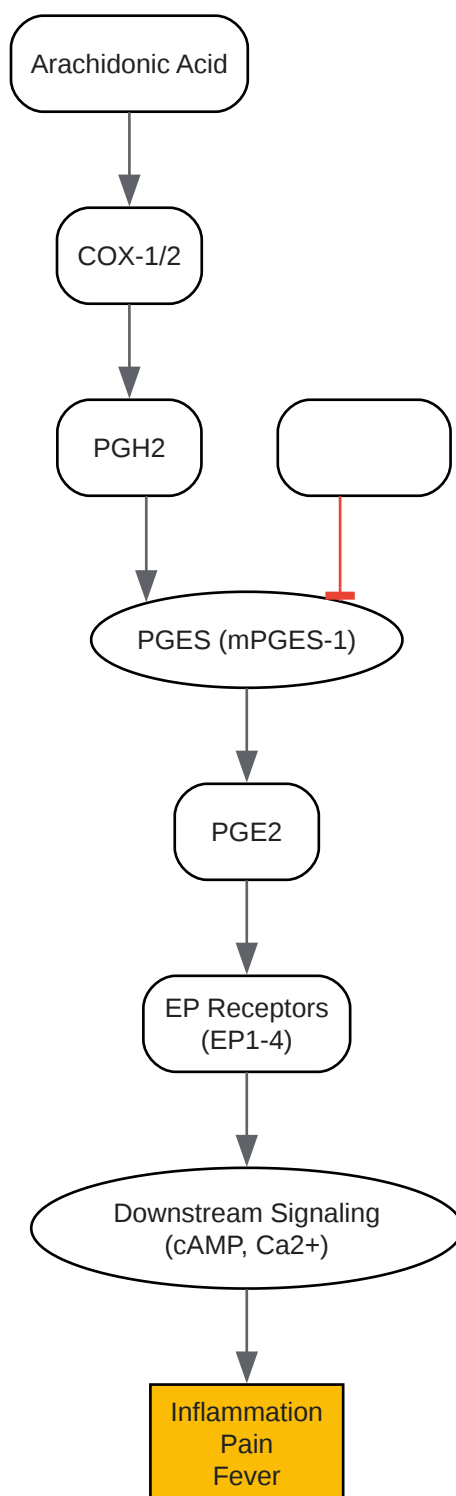 Arachidonic Acid
COX-1/2
PGH2
PGES (mPGES-1)
PGE2
EP Receptors
(EP1-4)
Downstream Signaling
(cAMP, Ca2+)
Inflammation
Pain
Fever